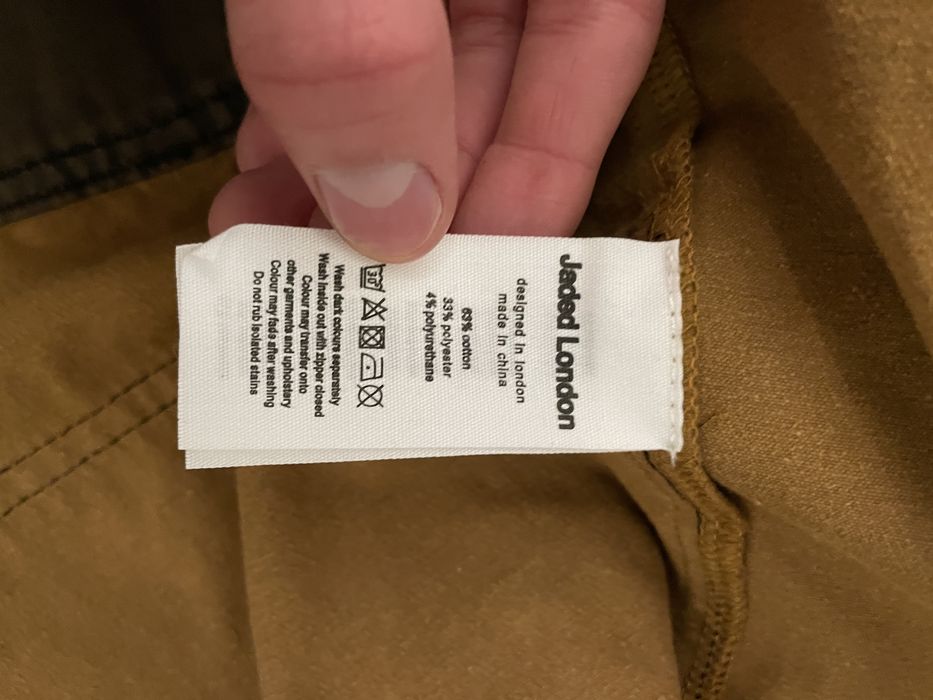 Jaded London
designed in london
made in china
63% cotton
33% polyester
4% polyurethane
30°
Wash dark colours separately
Wash inside out with zipper closed
Colour may transfer onto
other garments and upholstary
Colour may fade after washing
Do not rub isolated stains